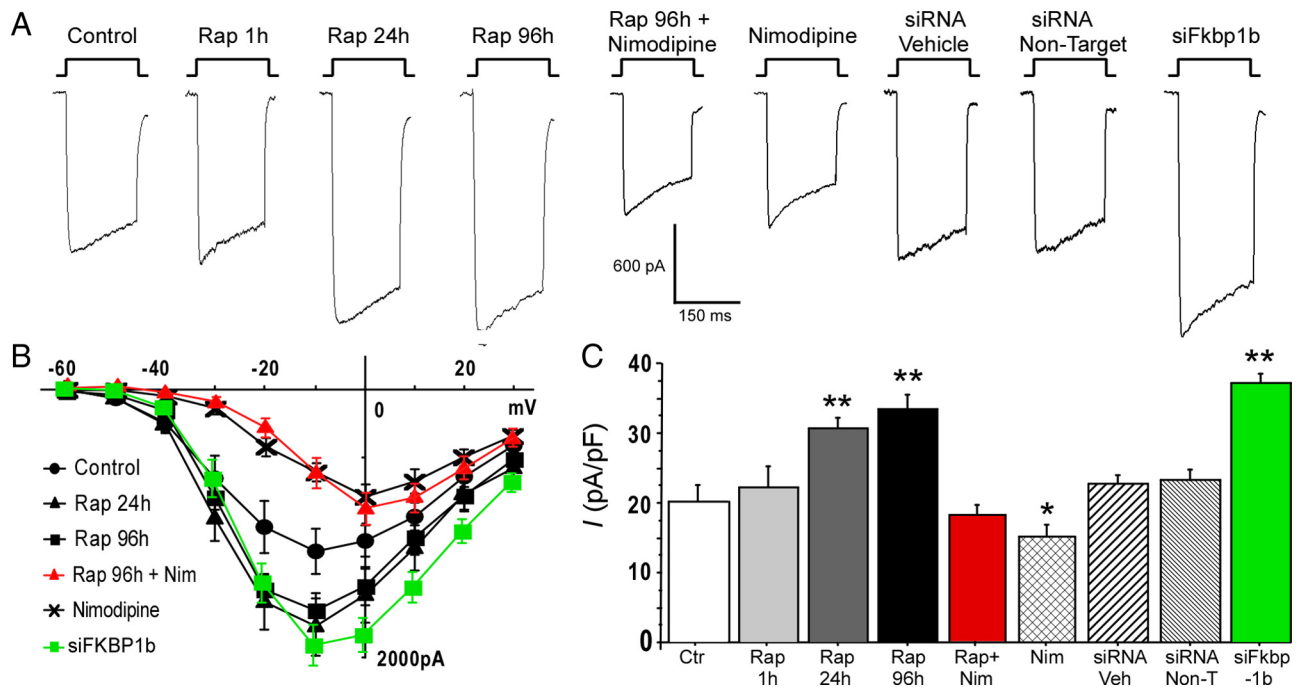 A
Control
Rap 1h
Rap 24h
Rap 96h
Rap 96h +
Nimodipine
Nimodipine
siRNA
Vehicle
siRNA
Non-Target
siFkbp1b
600 pA
150 ms
B
-60
-40
-20
0
20
mV
Control
Rap 24h
Rap 96h
Rap 96h + Nim
Nimodipine
siFKBP1b
2000pA
C
I (pA/pF)
40
30
20
10
0
**
**
*
**
Ctr
Rap
1h
Rap
24h
Rap
96h
Rap+
Nim
Nim
siRNA
Veh
siRNA
Non-T
siFkbp
-1b